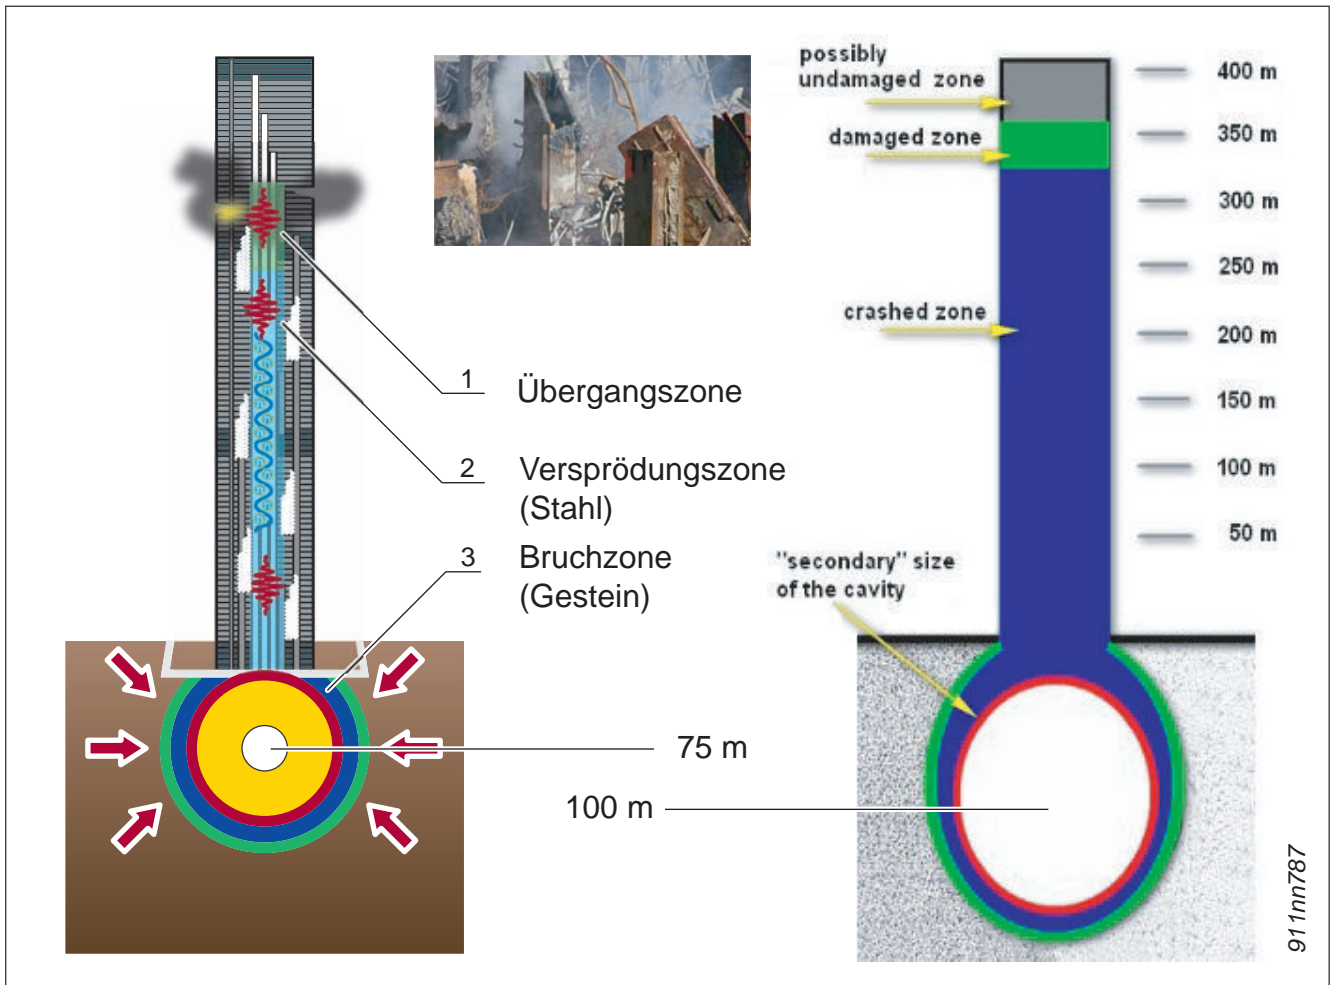 1 Übergangszone
2 Versprödungszone
(Stahl)
3 Bruchzone
(Gestein)
75 m
100 m
possibly
undamaged zone
damaged zone
crashed zone
"secondary" size
of the cavity
400 m
350 m
300 m
250 m
200 m
150 m
100 m
50 m
911nn787